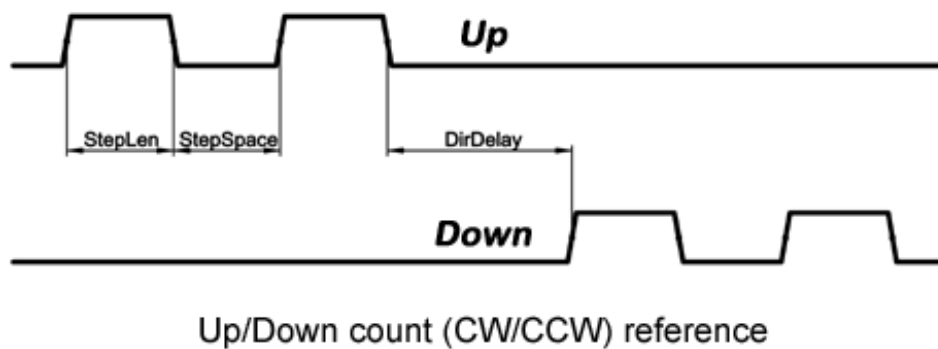 Up
StepLen StepSpace DirDelay
Down
Up/Down count (CW/CCW) reference